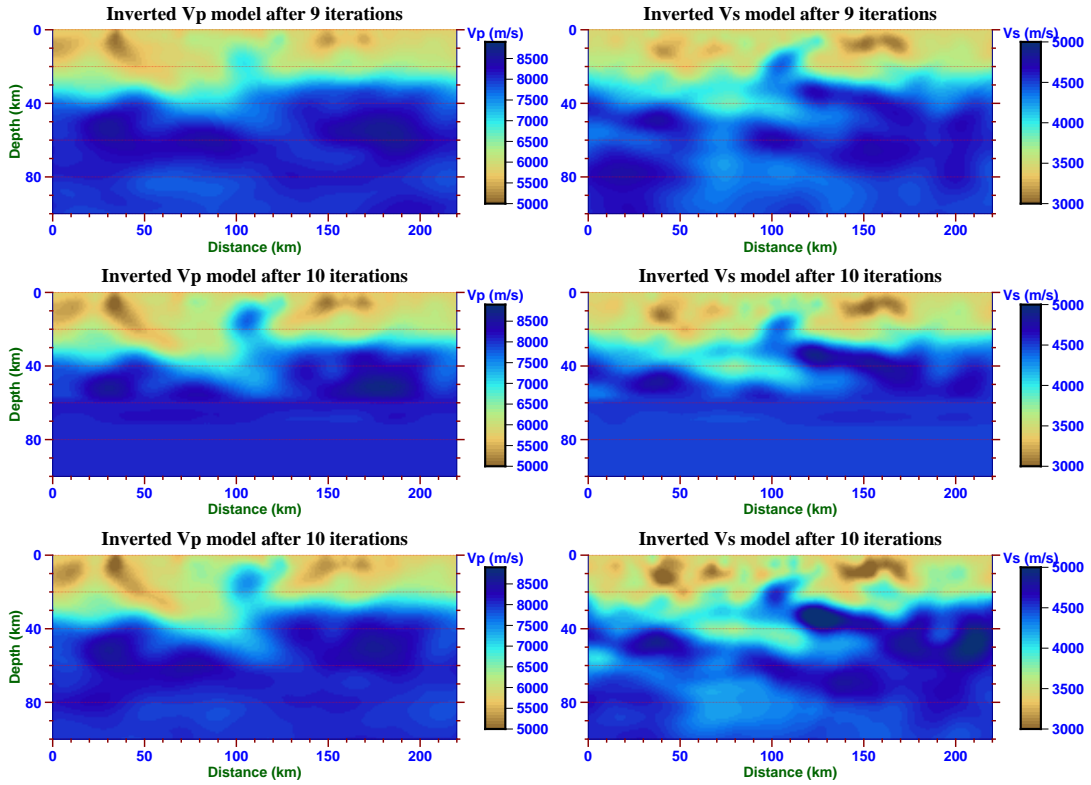 Inverted Vp model after 9 iterations
Vp (m/s)
0
40
80
Depth (km)
0 50 100 150 200
Distance (km)
8500
8000
7500
7000
6500
6000
5500
5000
Inverted Vs model after 9 iterations
Vs (m/s)
0
40
80
0 50 100 150 200
Distance (km)
5000
4500
4000
3500
3000
Inverted Vp model after 10 iterations
Vp (m/s)
0
40
80
Depth (km)
0 50 100 150 200
Distance (km)
8500
8000
7500
7000
6500
6000
5500
5000
Inverted Vs model after 10 iterations
Vs (m/s)
0
40
80
0 50 100 150 200
Distance (km)
5000
4500
4000
3500
3000
Inverted Vp model after 10 iterations
Vp (m/s)
0
40
80
Depth (km)
0 50 100 150 200
Distance (km)
8500
8000
7500
7000
6500
6000
5500
5000
Inverted Vs model after 10 iterations
Vs (m/s)
0
40
80
0 50 100 150 200
Distance (km)
5000
4500
4000
3500
3000